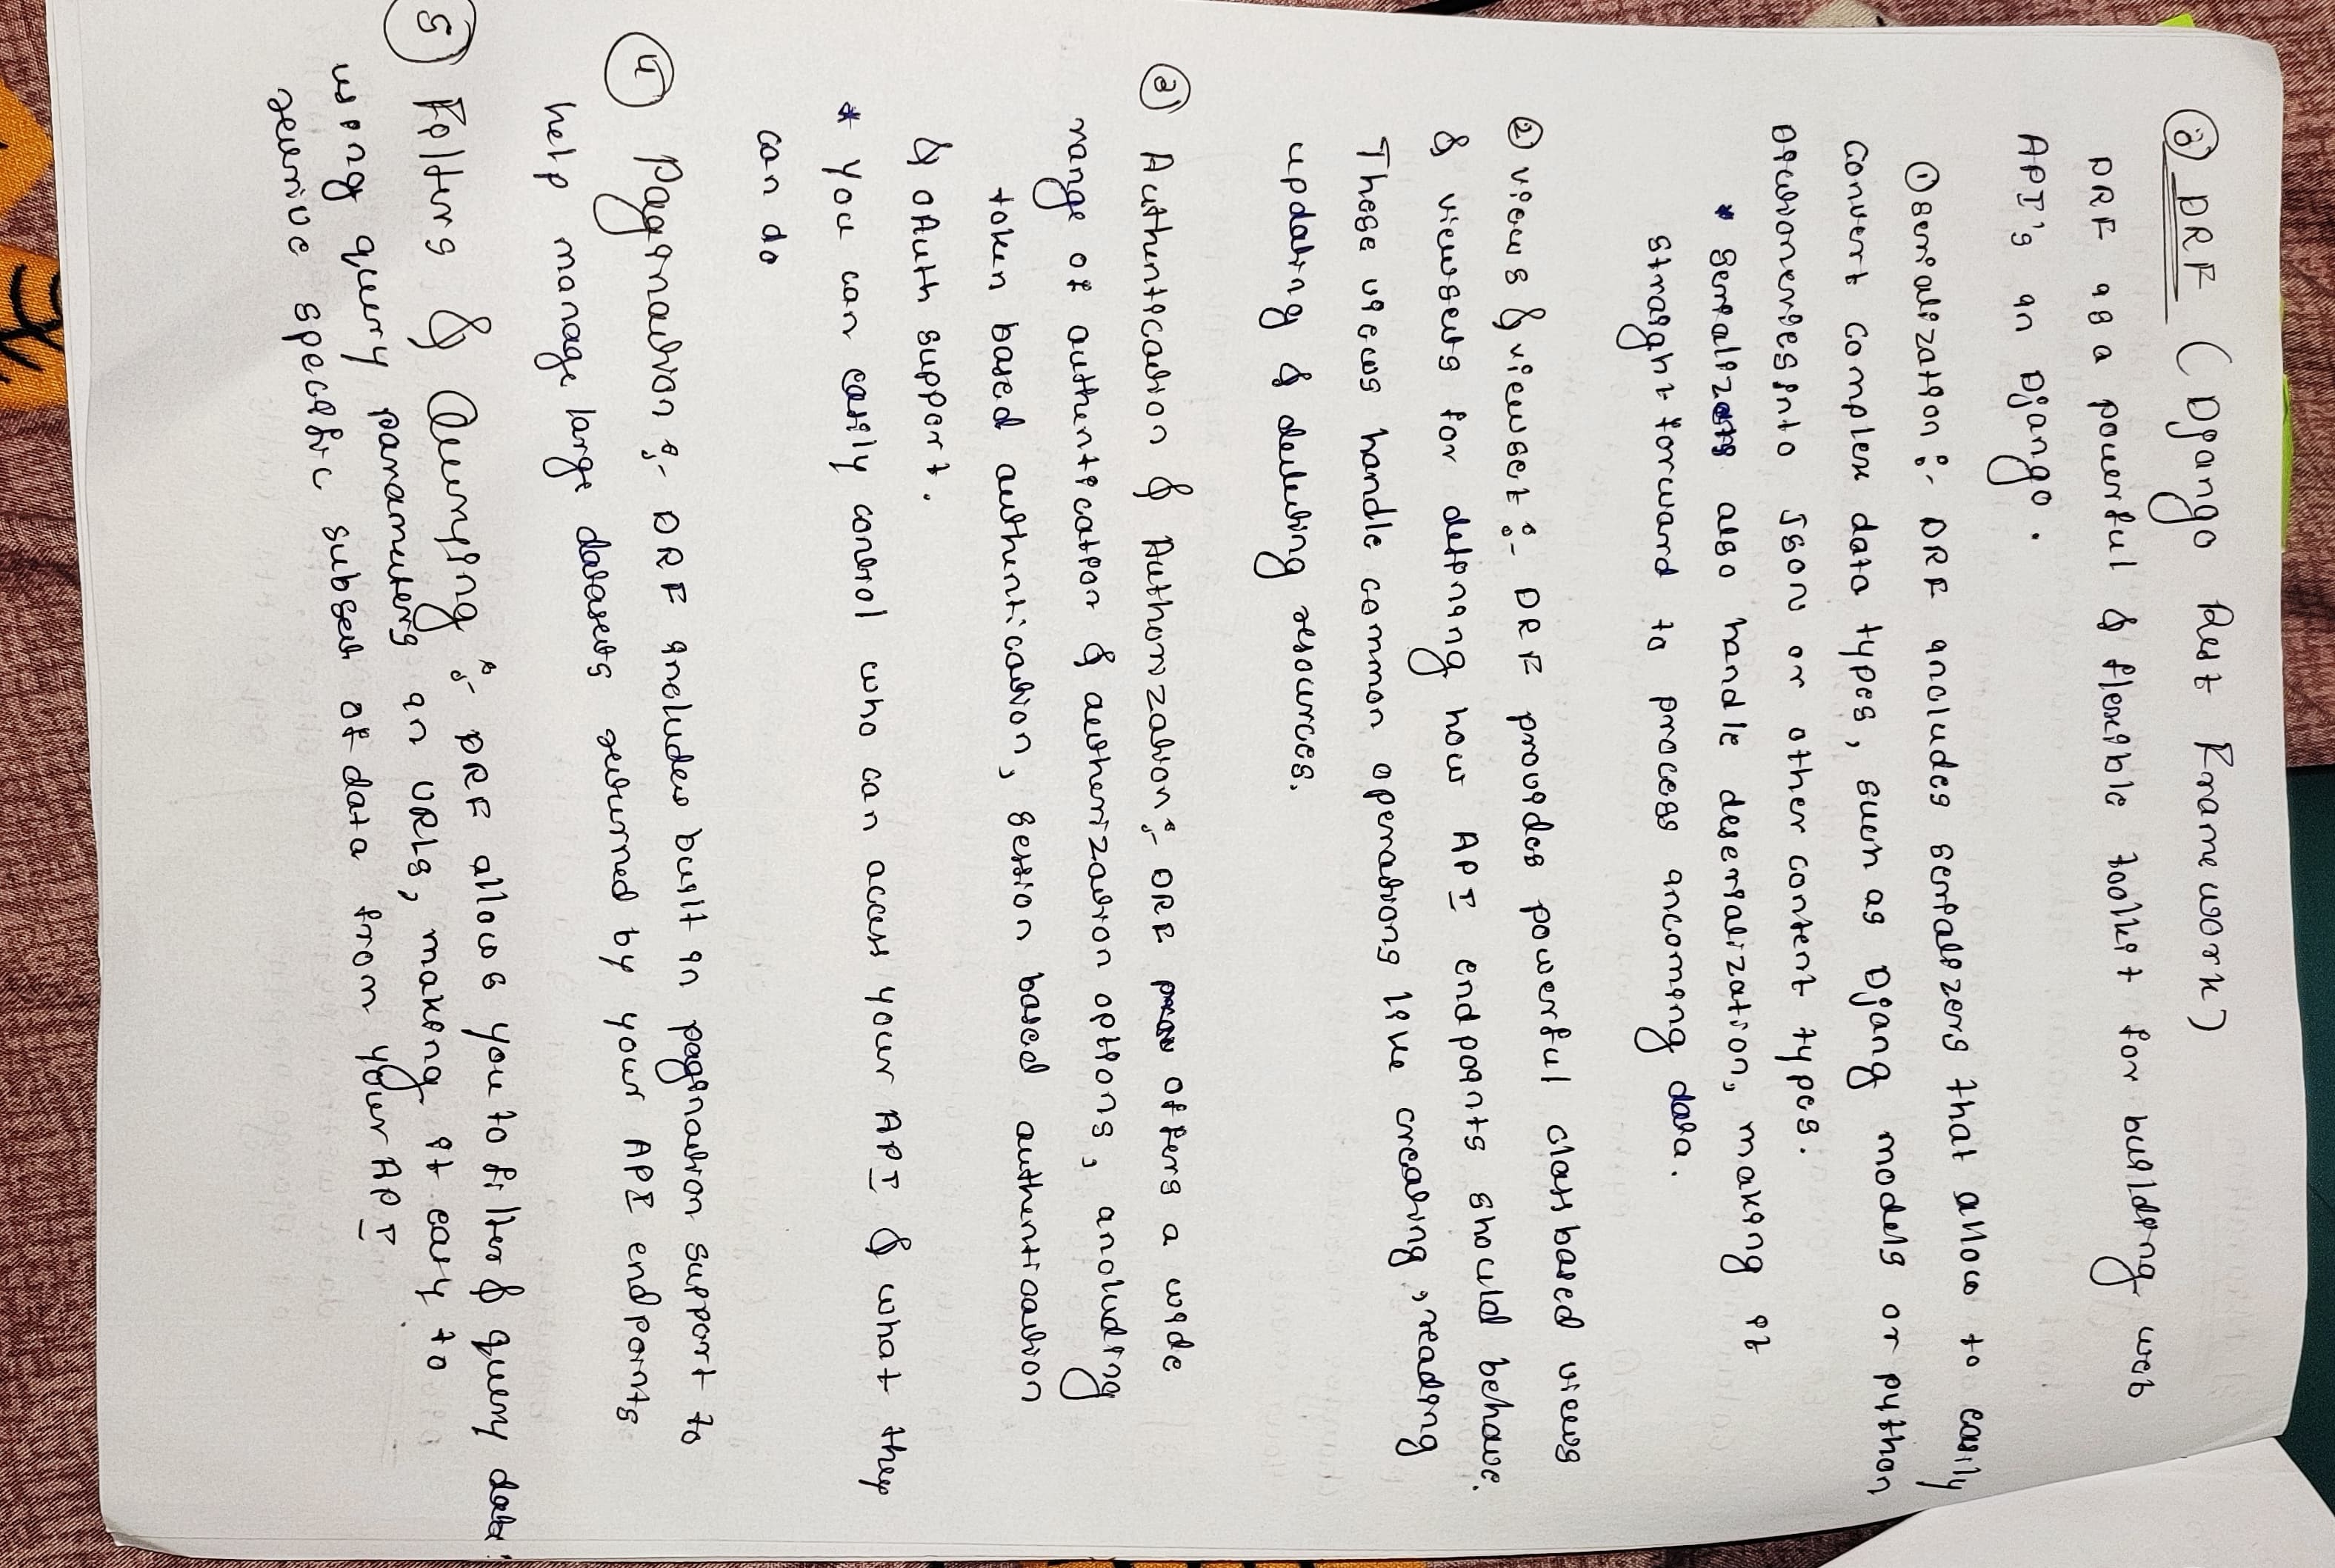 ③ DRF (Django Rest Framework)
DRF is a powerful & flexible toolkit for building web
API's in Django.
① serialization :- DRF includes serializers that allow to easily
convert complex data types, such as Djang models or python
Dictioneries into JSON or other content types.
* serializers also handle deserialization, making it
straight forward to process incoming data.
② views & viewset :- DRF provides powerful class based views
& viewsets for defining how API endpoints should behave.
These views handle common operations like creating, reading
updating & deleting resources.
③ Authentication & Authorization :- DRF offers a wide
range of authentication & autherization options, including
token based authentication, session based authentication
& OAuth support.
* You can easily control who can access your API & what they
can do
④ Pagination :- DRF includes built in pagination support to
help manage large datasets returned by your API endpoints
⑤ Filters & Querying :- DRF allows you to filter & query data
using query parameters in URLs, making it easy to
specific subset of data from your API